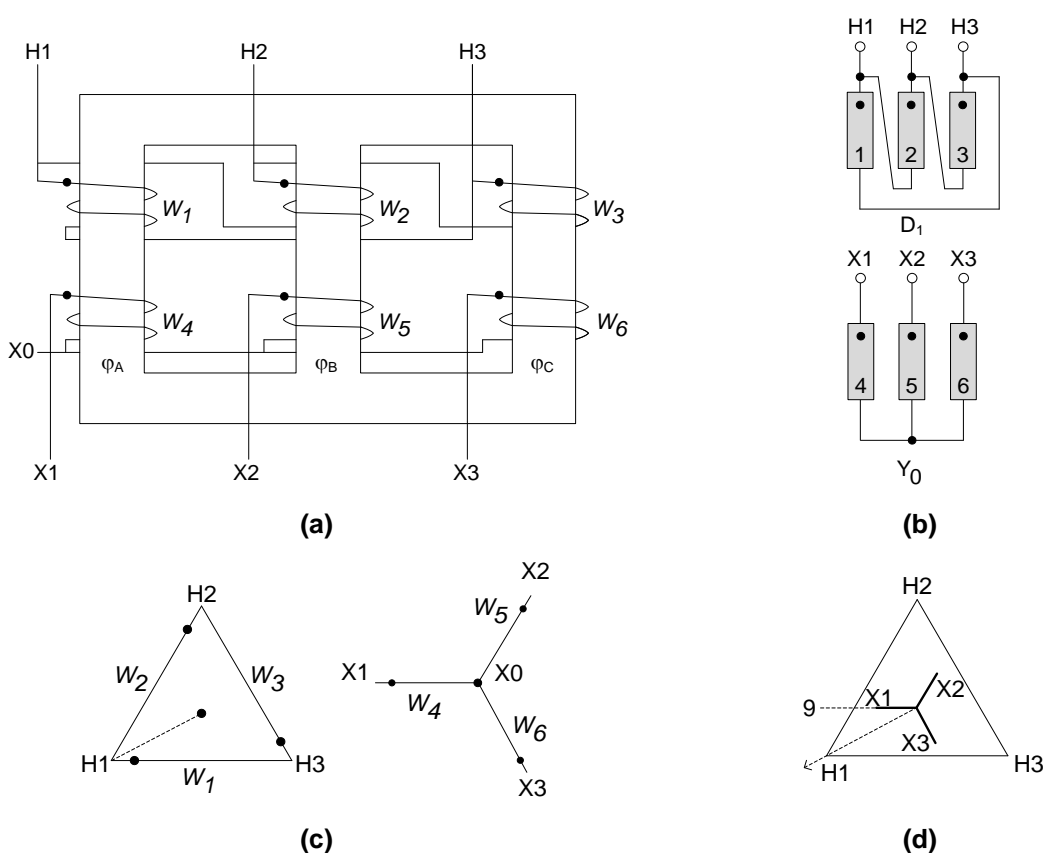 H1 H2 H3
W1 W2 W3
W4 W5 W6
X0 φA φB φC
X1 X2 X3
(a)
H1 H2 H3
1 2 3
D1
X1 X2 X3
4 5 6
Y0
(b)
H2
W2 W3
H1 W1 H3
X2
W5
X1 X0
W4
W6
X3
(c)
H2
9 X1 X2
X3
H1 H3
(d)